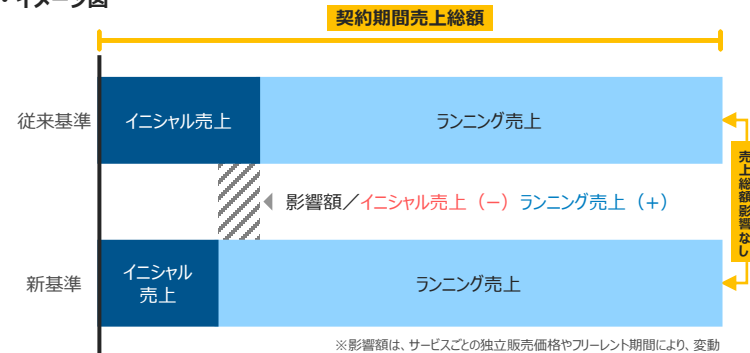 ・イメージ図
契約期間売上総額
従来基準
イニシャル売上
ランニング売上
売上総額影響なし
影響額／イニシャル売上（－）ランニング売上（+）
新基準
イニシャル
売上
ランニング売上
※影響額は、サービスごとの独立販売価格やフリーレント期間により、変動